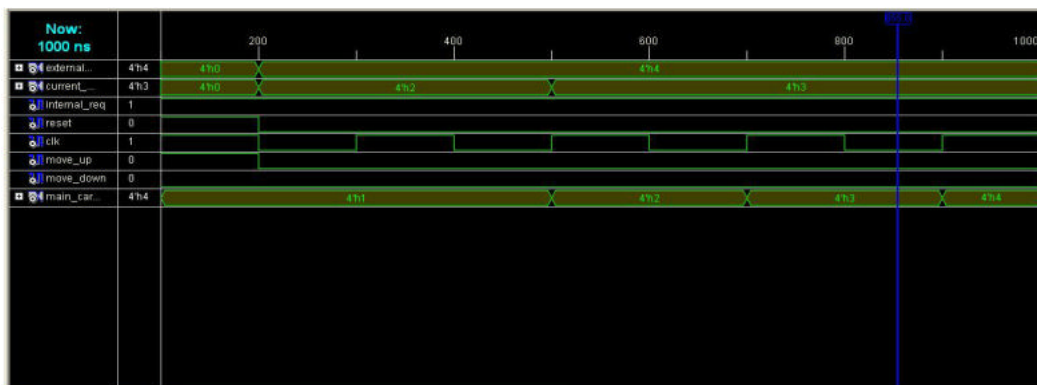 Now:
1000 ns
200 400 600 800 1000
external... 4'h4 4'h0 4'h4
current_... 4'h3 4'h0 4'h2 4'h3
internal_req 1
reset 0
clk 1
move_up 0
move_down 0
main_car... 4'h4 4'h1 4'h2 4'h3 4'h4